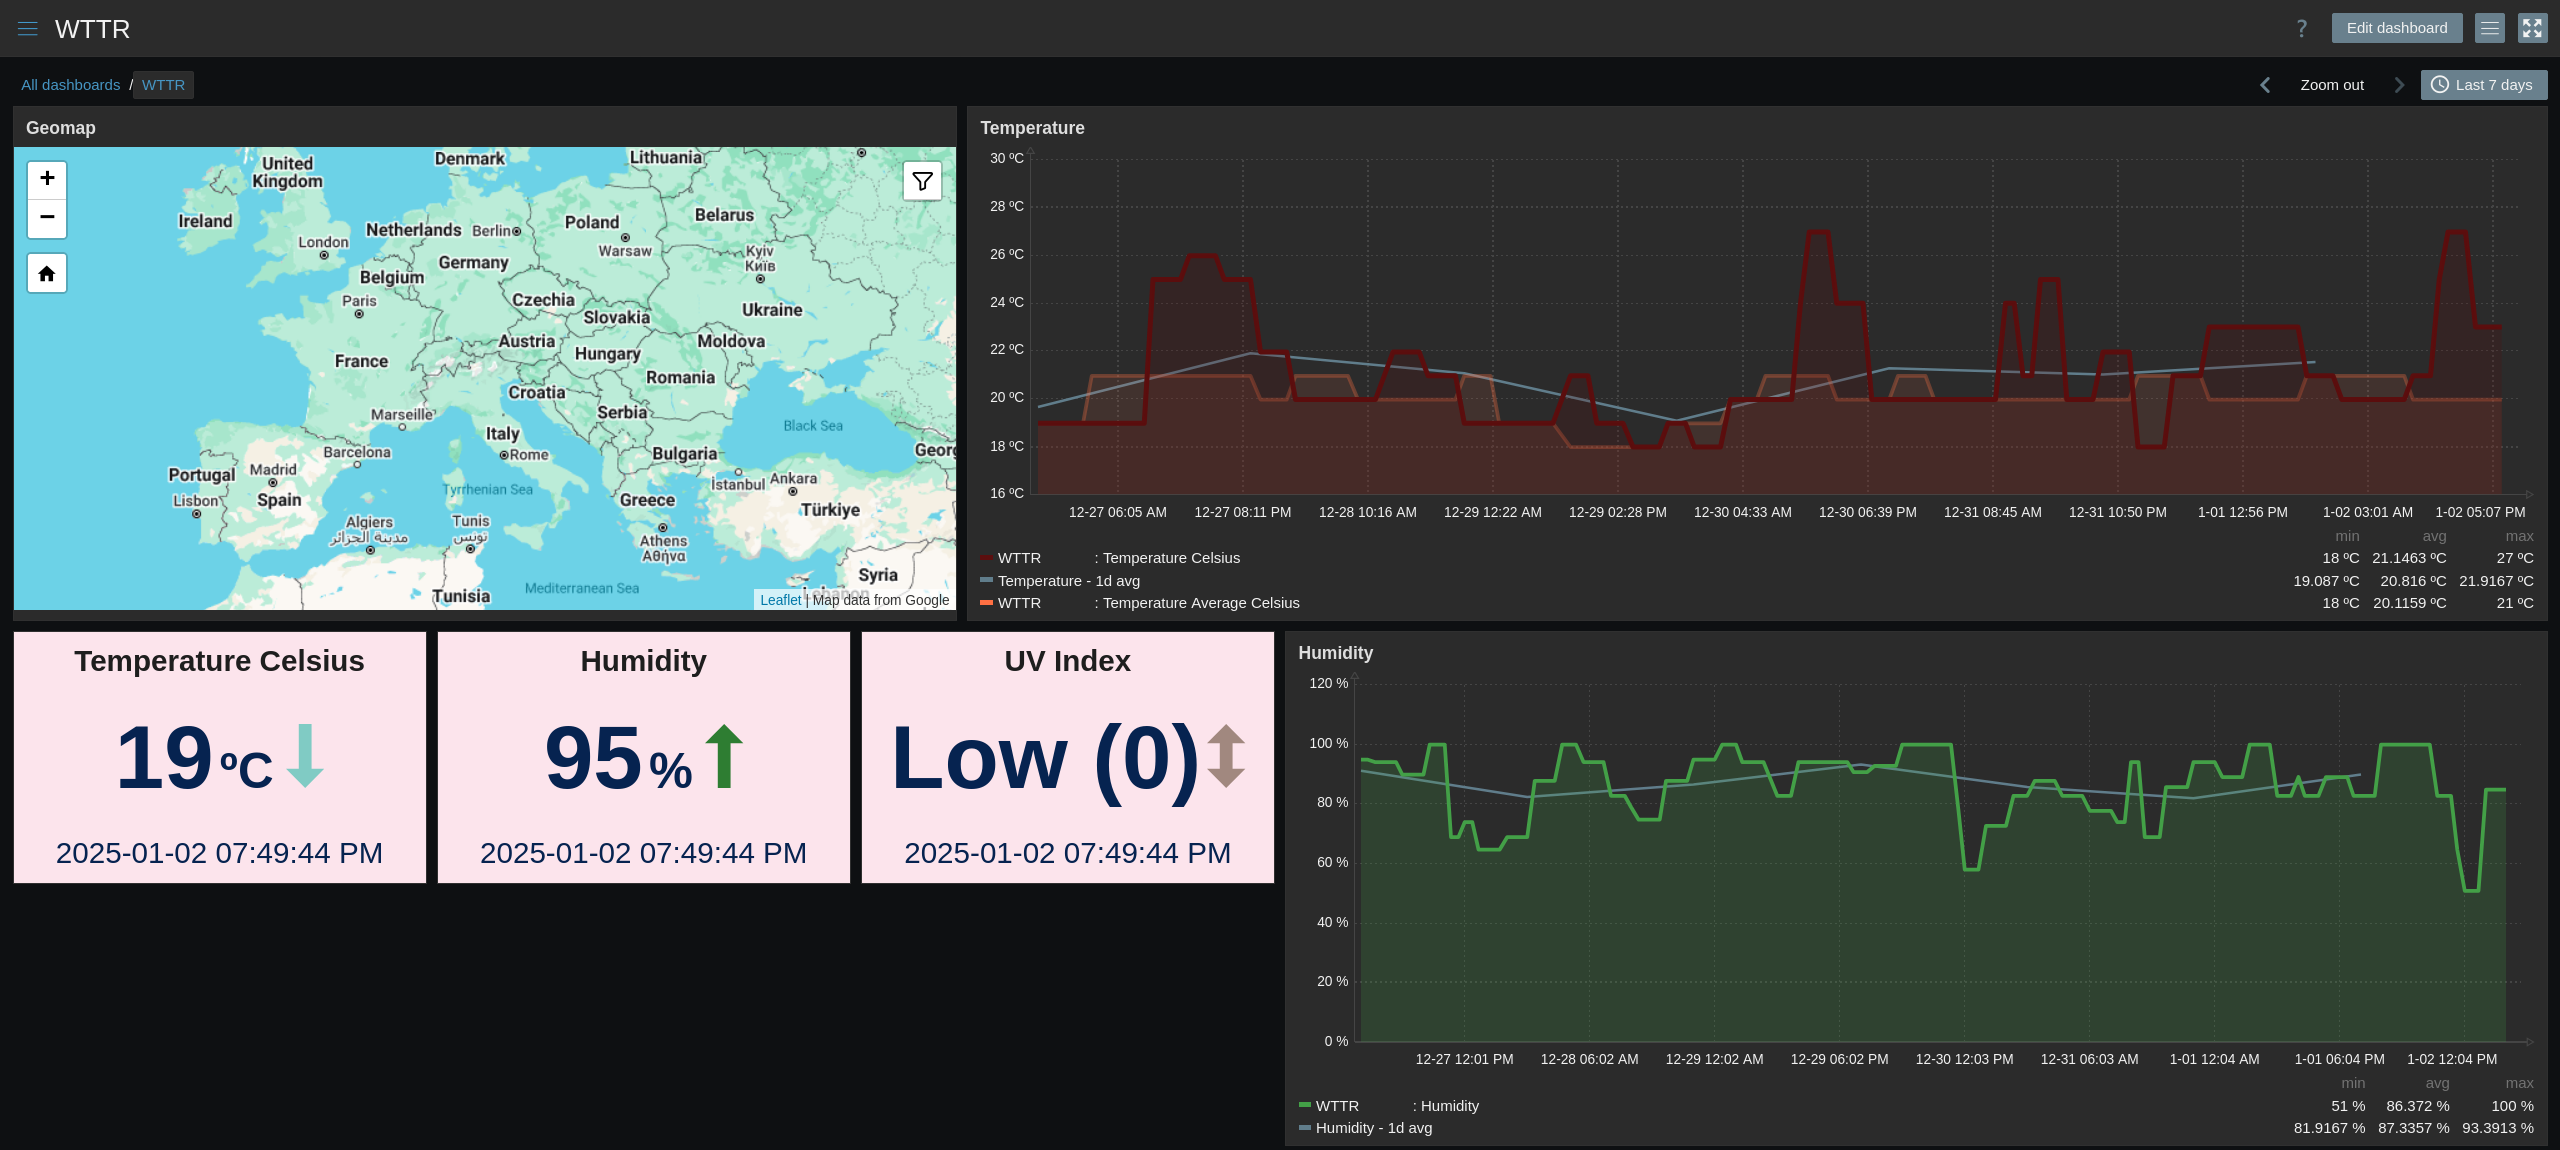 WTTR
?
Edit dashboard
All dashboards / WTTR
Zoom out
Last 7 days
Geomap
+
−
United
Kingdom
Denmark
Lithuania
Ireland
Netherlands
Berlin
Poland
Belarus
London
Warsaw
Kyiv
Київ
Belgium
Germany
Paris
Czechia
Ukraine
Slovakia
Austria
Moldova
France
Hungary
Romania
Croatia
Marseille
Serbia
Black Sea
Italy
Barcelona
Rome
Bulgaria
Georg
Portugal
Madrid
İstanbul
Ankara
Lisbon
Spain
Tyrrhenian Sea
Greece
Türkiye
Algiers
مدينة الجزائر
Tunis
تونس
Athens
Αθήνα
Syria
Tunisia
Mediterranean Sea
Lebanon
Leaflet | Map data from Google
Temperature
30 ºC
28 ºC
26 ºC
24 ºC
22 ºC
20 ºC
18 ºC
16 ºC
12-27 06:05 AM 12-27 08:11 PM 12-28 10:16 AM 12-29 12:22 AM 12-29 02:28 PM 12-30 04:33 AM 12-30 06:39 PM 12-31 08:45 AM 12-31 10:50 PM 1-01 12:56 PM 1-02 03:01 AM 1-02 05:07 PM
min avg max
WTTR : Temperature Celsius 18 ºC 21.1463 ºC 27 ºC
Temperature - 1d avg 19.087 ºC 20.816 ºC 21.9167 ºC
WTTR : Temperature Average Celsius 18 ºC 20.1159 ºC 21 ºC
Temperature Celsius
19 ºC
2025-01-02 07:49:44 PM
Humidity
95 %
2025-01-02 07:49:44 PM
UV Index
Low (0)
2025-01-02 07:49:44 PM
Humidity
120 %
100 %
80 %
60 %
40 %
20 %
0 %
12-27 12:01 PM 12-28 06:02 AM 12-29 12:02 AM 12-29 06:02 PM 12-30 12:03 PM 12-31 06:03 AM 1-01 12:04 AM 1-01 06:04 PM 1-02 12:04 PM
min avg max
WTTR : Humidity 51 % 86.372 % 100 %
Humidity - 1d avg 81.9167 % 87.3357 % 93.3913 %